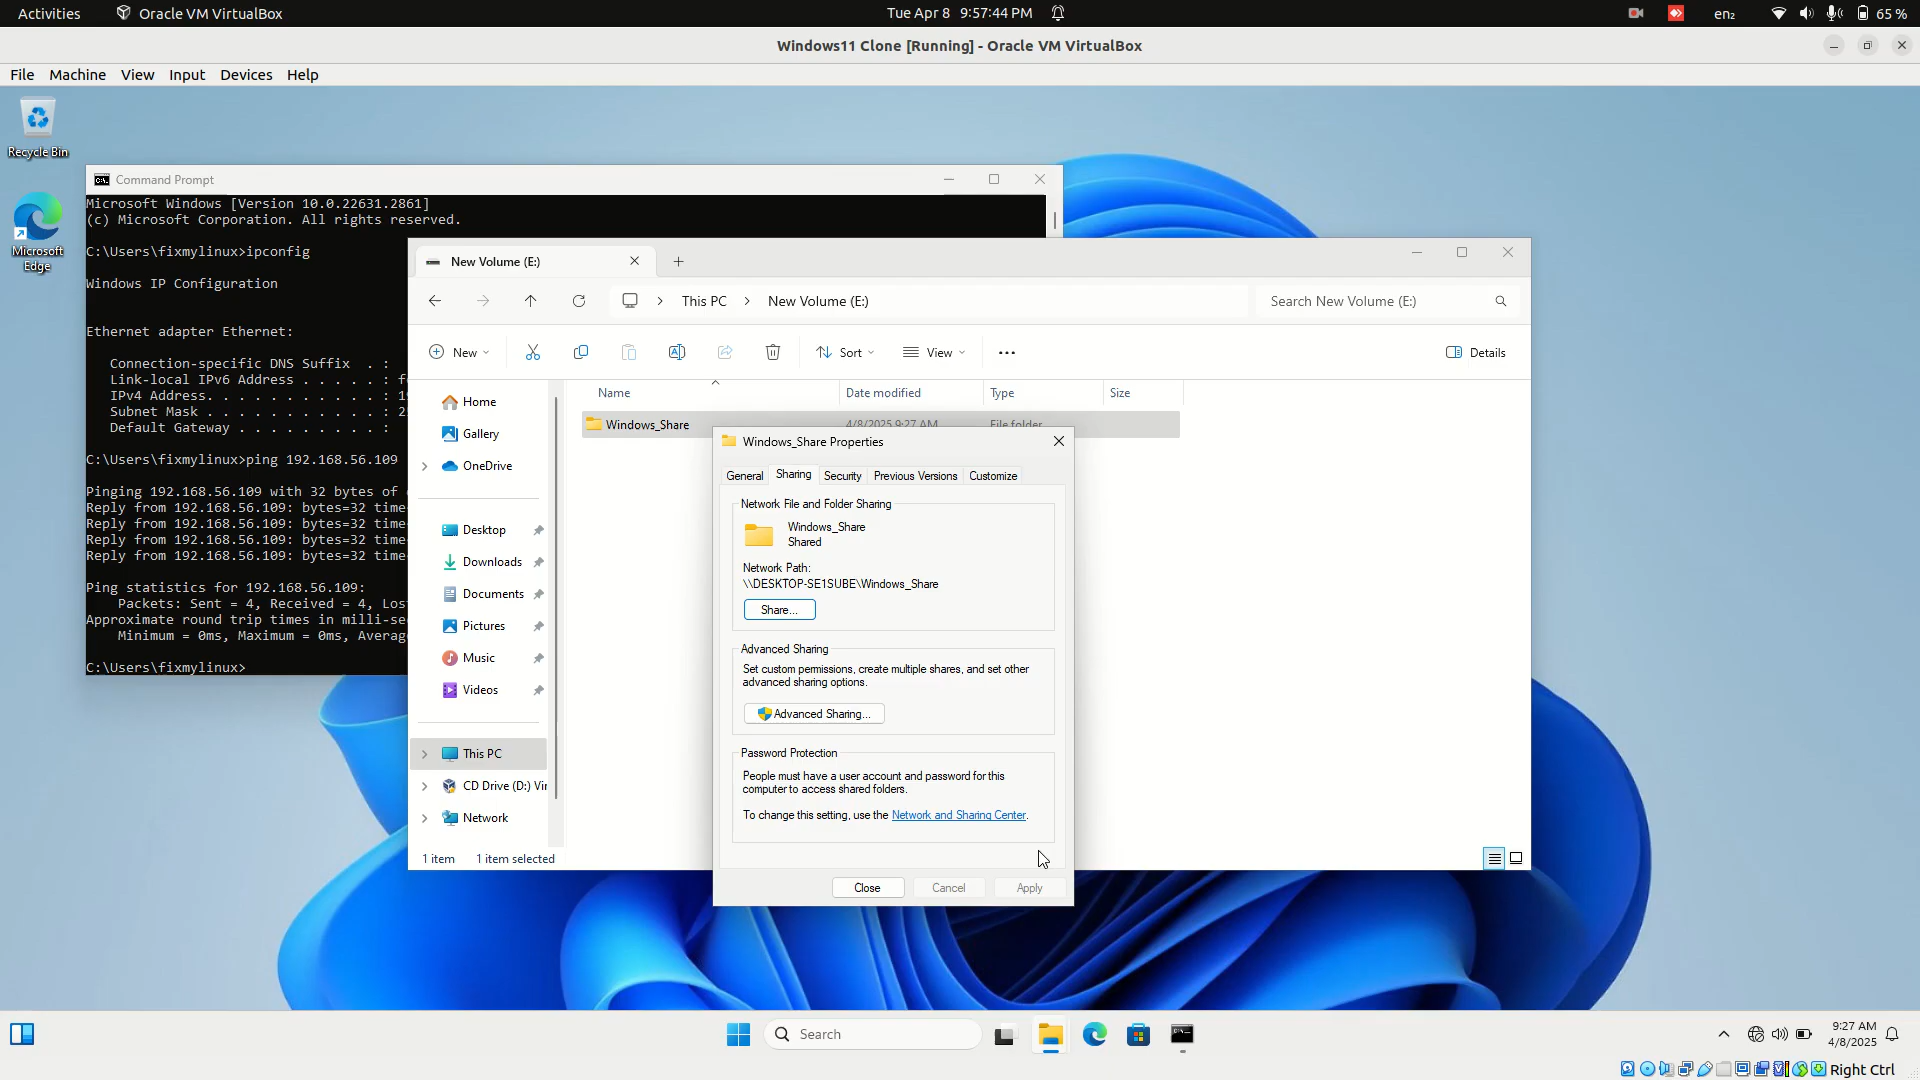 Activities Oracle VM VirtualBox Tue Apr 8 9:57:44 PM en₂ 65 %
Windows11 Clone [Running] - Oracle VM VirtualBox
File Machine View Input Devices Help
Recycle Bin
Microsoft Edge
Command Prompt
Microsoft Windows [Version 10.0.22631.2861]
(c) Microsoft Corporation. All rights reserved.
C:\Users\fixmylinux>ipconfig
Windows IP Configuration
Ethernet adapter Ethernet:
Connection-specific DNS Suffix . :
Link-local IPv6 Address . . . . . :
IPv4 Address. . . . . . . . . . . :
Subnet Mask . . . . . . . . . . . :
Default Gateway . . . . . . . . . :
C:\Users\fixmylinux>ping 192.168.56.109
Pinging 192.168.56.109 with 32 bytes of
Reply from 192.168.56.109: bytes=32 time
Reply from 192.168.56.109: bytes=32 time
Reply from 192.168.56.109: bytes=32 time
Reply from 192.168.56.109: bytes=32 time
Ping statistics for 192.168.56.109:
Packets: Sent = 4, Received = 4, Los
Approximate round trip times in milli-se
Minimum = 0ms, Maximum = 0ms, Averag
C:\Users\fixmylinux>
New Volume (E:)
This PC > New Volume (E:) Search New Volume (E:)
New Sort View Details
Name Date modified Type Size
Windows_Share 4/8/2025 9:27 AM File folder
Home
Gallery
OneDrive
Desktop
Downloads
Documents
Pictures
Music
Videos
This PC
CD Drive (D:) Vir
Network
1 item 1 item selected
Windows_Share Properties
General Sharing Security Previous Versions Customize
Network File and Folder Sharing
Windows_Share
Shared
Network Path:
\\DESKTOP-SE1SUBE\Windows_Share
Share...
Advanced Sharing
Set custom permissions, create multiple shares, and set other
advanced sharing options.
Advanced Sharing...
Password Protection
People must have a user account and password for this
computer to access shared folders.
To change this setting, use the Network and Sharing Center.
Close Cancel Apply
Search
9:27 AM
4/8/2025
Right Ctrl